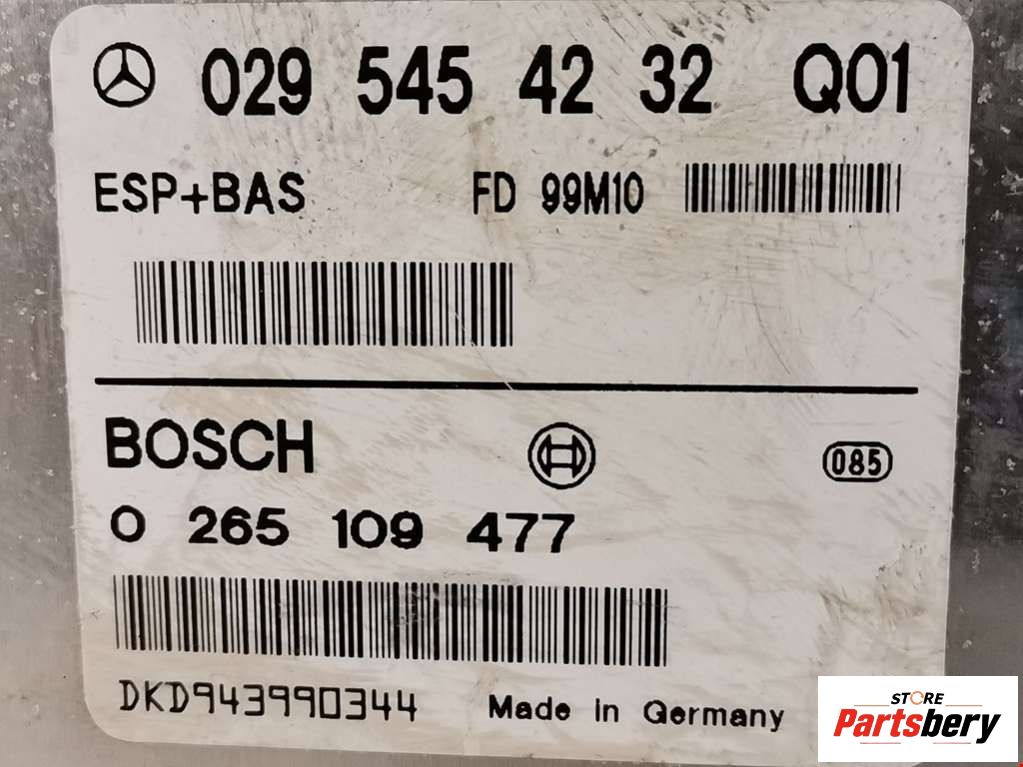 029 545 42 32 Q01
ESP+BAS FD 99M10
BOSCH 085
0 265 109 477
DKD943990344 Made in Germany
STORE
Partsbery